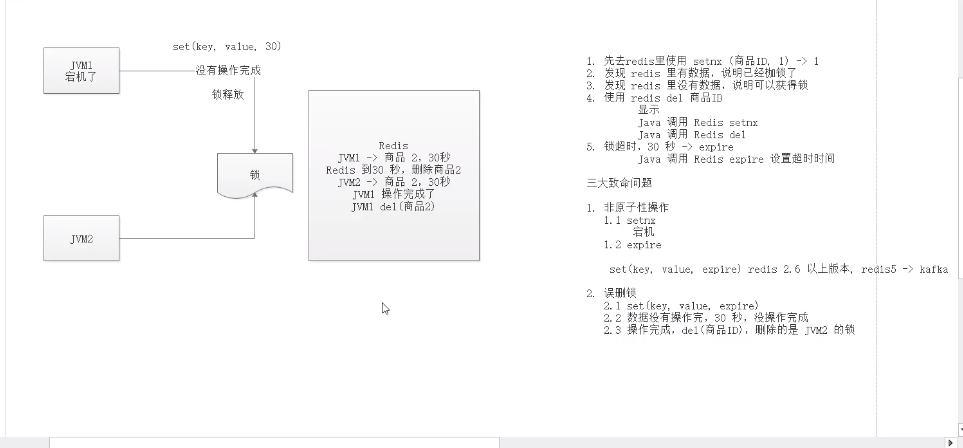 set(key, value, 30)
JVM1
宕机了
没有操作完成
锁释放
锁
JVM2
Redis
JVM1 -> 商品 2, 30秒
Redis 到30 秒, 删除商品2
JVM2 -> 商品 2, 30秒
JVM1 操作完成了
JVM1 del(商品2)
1. 先去redis里使用 setnx (商品ID, 1) -> 1
2. 发现 redis 里有数据, 说明已经枷锁了
3. 发现 redis 里没有数据, 说明可以获得锁
4. 使用 redis del 商品ID
显示
Java 调用 Redis setnx
Java 调用 Redis del
5. 锁超时, 30 秒 -> expire
Java 调用 Redis expire 设置超时时间
三大致命问题
1. 非原子性操作
1.1 setnx
宕机
1.2 expire
set(key, value, expire) redis 2.6 以上版本, redis5 -> kafka
2. 误删锁
2.1 set(key, value, expire)
2.2 数据没有操作完, 30 秒, 没操作完成
2.3 操作完成, del(商品ID), 删除的是 JVM2 的锁